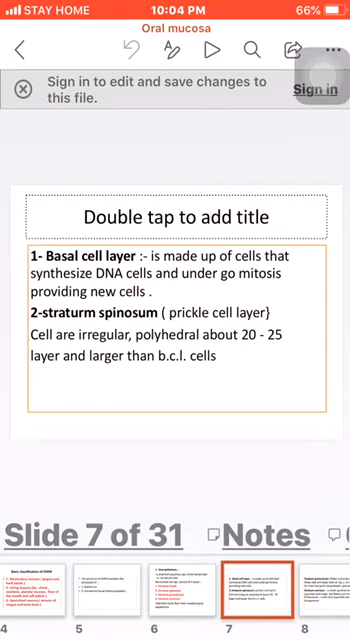 STAY HOME 10:04 PM 66%
Oral mucosa
Sign in to edit and save changes to this file.
Sign in
Double tap to add title
1- Basal cell layer :- is made up of cells that
synthesize DNA cells and under go mitosis
providing new cells .
2-straturm spinosum ( prickle cell layer}
Cell are irregular, polyhedral about 20 - 25
layer and larger than b.c.l. cells
Slide 7 of 31 Notes
4 5 6 7 8